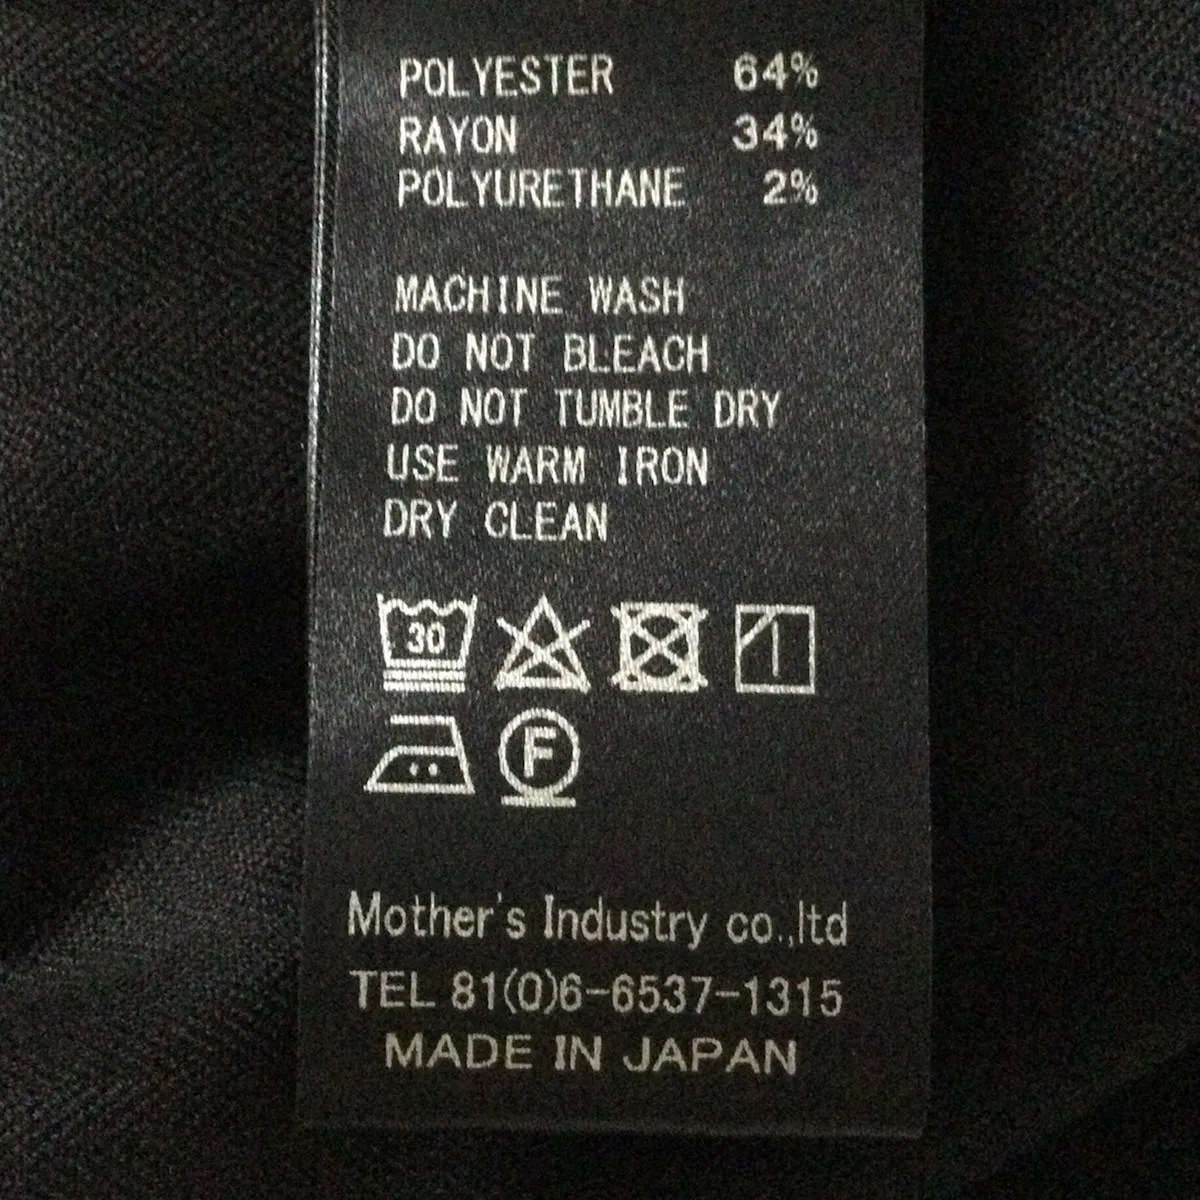 POLYESTER 64%
RAYON 34%
POLYURETHANE 2%
MACHINE WASH
DO NOT BLEACH
DO NOT TUMBLE DRY
USE WARM IRON
DRY CLEAN
30
F
Mother's Industry co.,ltd
TEL 81(0)6-6537-1315
MADE IN JAPAN